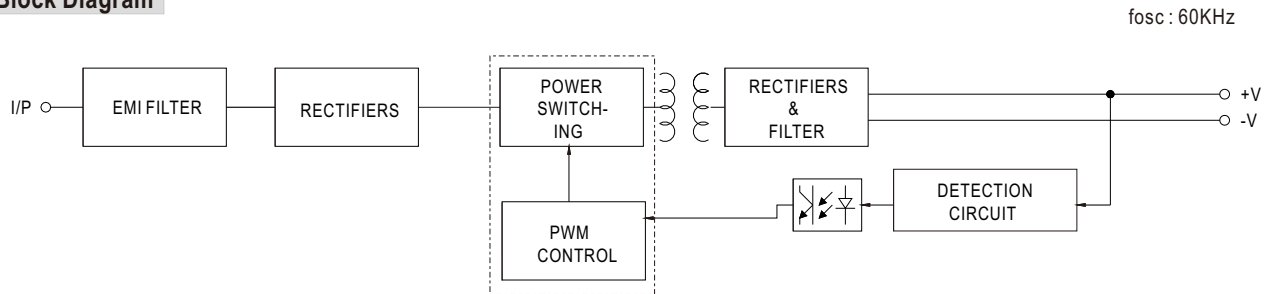 Block Diagram
fosc : 60KHz
I/P
EMI FILTER
RECTIFIERS
POWER
SWITCH-
ING
RECTIFIERS
&
FILTER
+V
-V
PWM
CONTROL
DETECTION
CIRCUIT